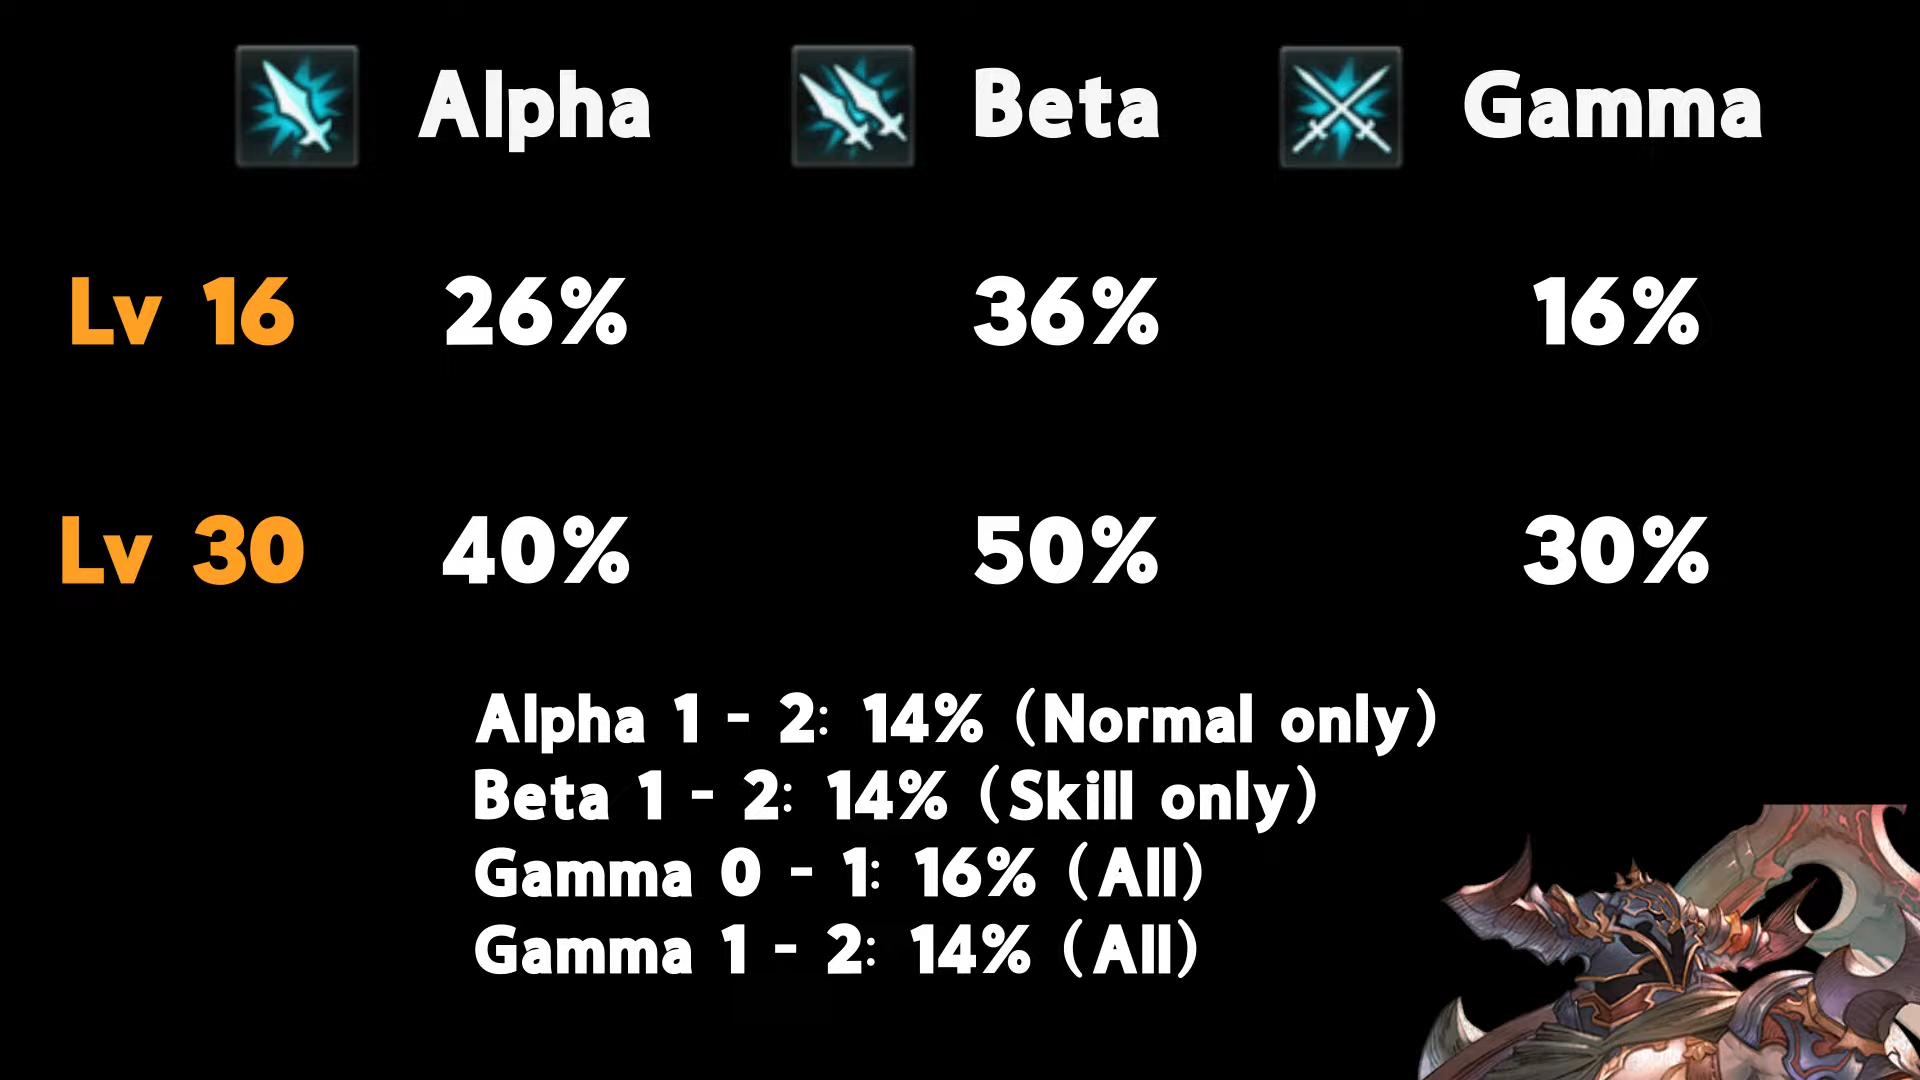 Alpha Beta Gamma
Lv 16 26% 36% 16%
Lv 30 40% 50% 30%
Alpha 1 - 2: 14% (Normal only)
Beta 1 - 2: 14% (Skill only)
Gamma 0 - 1: 16% (All)
Gamma 1 - 2: 14% (All)